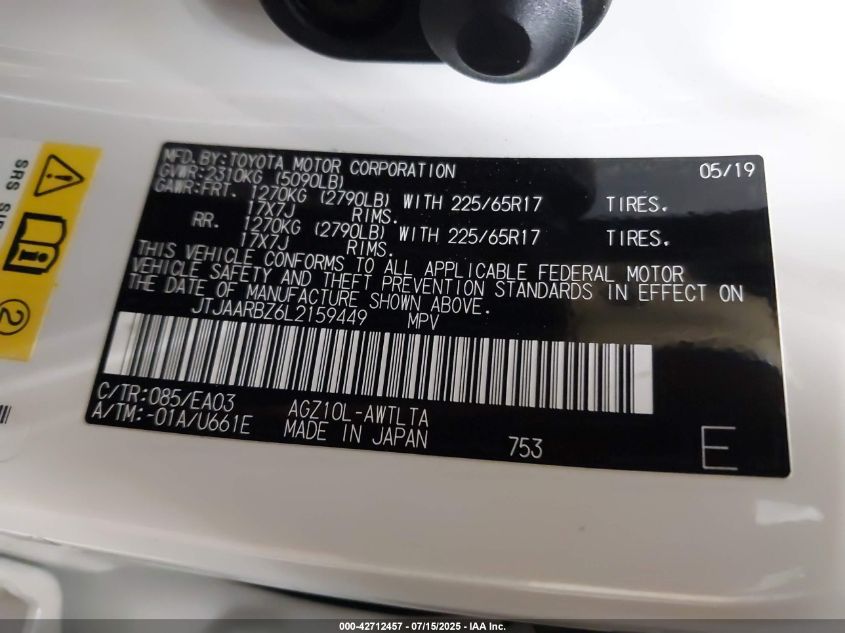 MFD.BY:TOYOTA MOTOR CORPORATION 05/19
GVWR:2310KG (5090LB)
GAWR:FRT. 1270KG (2790LB) WITH 225/65R17 TIRES.
17X7J RIMS.
RR. 1270KG (2790LB) WITH 225/65R17 TIRES.
17X7J RIMS.
THIS VEHICLE CONFORMS TO ALL APPLICABLE FEDERAL MOTOR
VEHICLE SAFETY AND THEFT PREVENTION STANDARDS IN EFFECT ON
THE DATE OF MANUFACTURE SHOWN ABOVE.
JTJAARBZ6L2159449 MPV
C/TR:085/EA03 AGZ10L-AWTLTA
A/TM:-01A/U661E MADE IN JAPAN 753 E
SRS
2
000-42712457 - 07/15/2025 - IAA Inc.